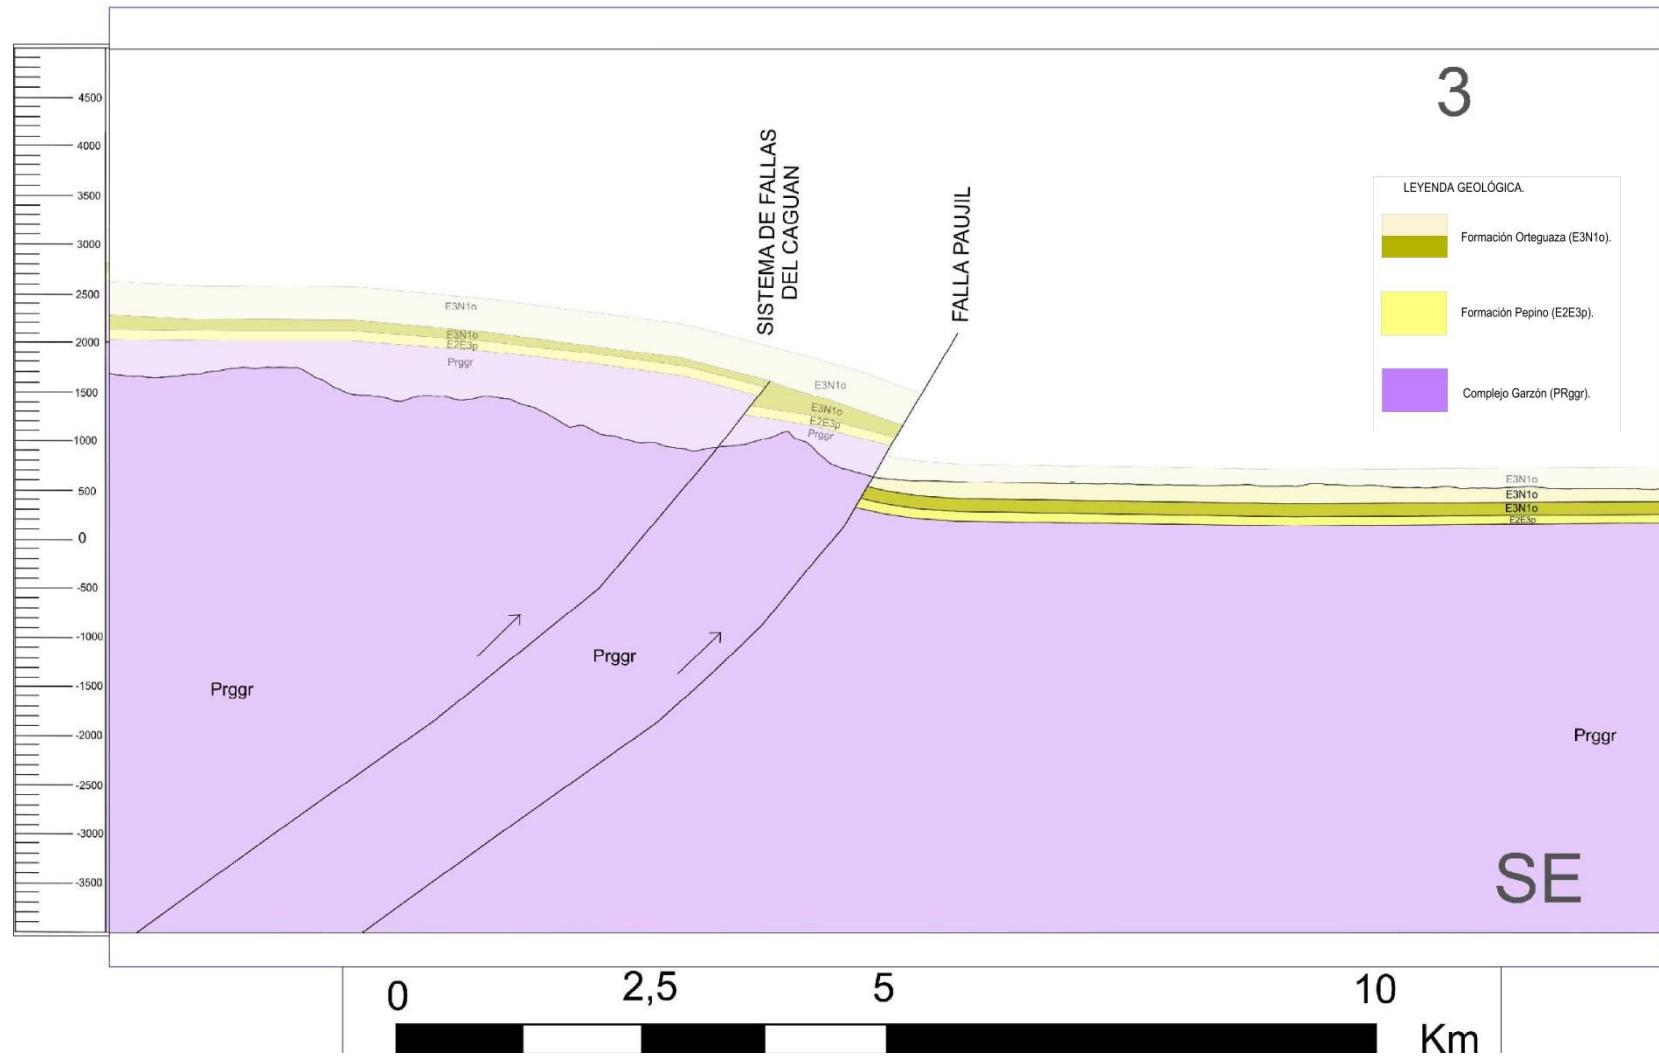 3
4500
4000
3500
3000
2500
2000
1500
1000
500
0
-500
-1000
-1500
-2000
-2500
-3000
-3500
SISTEMA DE FALLAS
DEL CAGUAN
FALLA PAUJIL
LEYENDA GEOLÓGICA.
Formación Orteguaza (E3N1o).
Formación Pepino (E2E3p).
Complejo Garzón (PRggr).
E3N1o
E3N1o
E2E3p
Prggr
E3N1o
E3N1o
E2E3p
Prggr
E3N1o
E3N1o
E3N1o
E2E3p
Prggr
Prggr
Prggr
SE
0 2,5 5 10
Km